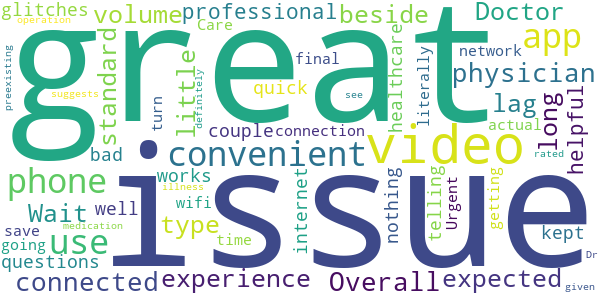 glitches
volume
professional
beside
Doctor
operation
Care
final
network
app
preexisting
great
standard
little
quick
healthcare
literally
physician
suggests
turn
definitely
see
lag
long
helpful
couple
connection
actual
bad
convenient
video
rated
phone
works
issue
illness
nothing
telling
Urgent
getting
Wait
well
wifi
type
internet
kept
save
use
medication
going
time
questions
connected
experience
Overall
expected
Dr
given